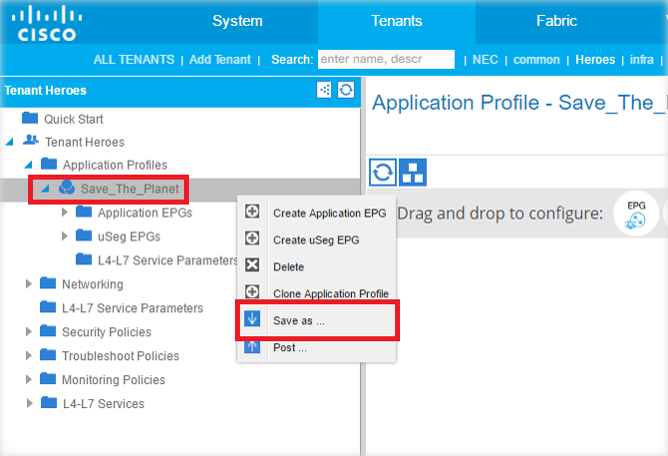 System Tenants Fabric
CISCO
ALL TENANTS | Add Tenant | Search: enter name, descr | NEC | common | Heroes | infra |
Tenant Heroes
Quick Start
Tenant Heroes
Application Profiles
Save_The_Planet
Application EPGs
uSeg EPGs
L4-L7 Service Parameters
Networking
L4-L7 Service Parameters
Security Policies
Troubleshoot Policies
Monitoring Policies
L4-L7 Services
Create Application EPG
Create uSeg EPG
Delete
Clone Application Profile
Save as ...
Post ...
Application Profile - Save_The_
Drag and drop to configure:
EPG